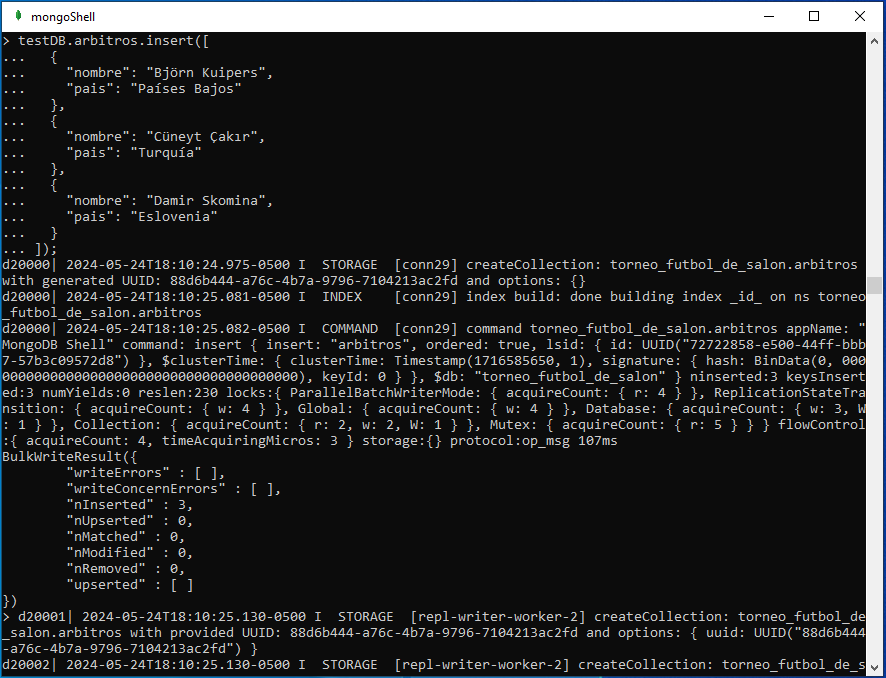 mongoShell
> testDB.arbitros.insert([
...   {
...     "nombre": "Björn Kuipers",
...     "pais": "Países Bajos"
...   },
...   {
...     "nombre": "Cüneyt Çakır",
...     "pais": "Turquía"
...   },
...   {
...     "nombre": "Damir Skomina",
...     "pais": "Eslovenia"
...   }
... ]);
d20000| 2024-05-24T18:10:24.975-0500 I  STORAGE  [conn29] createCollection: torneo_futbol_de_salon.arbitros
with generated UUID: 88d6b444-a76c-4b7a-9796-7104213ac2fd and options: {}
d20000| 2024-05-24T18:10:25.081-0500 I  INDEX    [conn29] index build: done building index _id_ on ns torneo
_futbol_de_salon.arbitros
d20000| 2024-05-24T18:10:25.082-0500 I  COMMAND  [conn29] command torneo_futbol_de_salon.arbitros appName: "
MongoDB Shell" command: insert { insert: "arbitros", ordered: true, lsid: { id: UUID("72722858-e500-44ff-bbb
7-57b3c09572d8") }, $clusterTime: { clusterTime: Timestamp(1716585650, 1), signature: { hash: BinData(0, 000
0000000000000000000000000000000000000), keyId: 0 } }, $db: "torneo_futbol_de_salon" } ninserted:3 keysInsert
ed:3 numYields:0 reslen:230 locks:{ ParallelBatchWriterMode: { acquireCount: { r: 4 } }, ReplicationStateTra
nsition: { acquireCount: { w: 4 } }, Global: { acquireCount: { w: 4 } }, Database: { acquireCount: { w: 3, W
: 1 } }, Collection: { acquireCount: { r: 2, w: 2, W: 1 } }, Mutex: { acquireCount: { r: 5 } } } flowControl
:{ acquireCount: 4, timeAcquiringMicros: 3 } storage:{} protocol:op_msg 107ms
BulkWriteResult({
        "writeErrors" : [ ],
        "writeConcernErrors" : [ ],
        "nInserted" : 3,
        "nUpserted" : 0,
        "nMatched" : 0,
        "nModified" : 0,
        "nRemoved" : 0,
        "upserted" : [ ]
})
> d20001| 2024-05-24T18:10:25.130-0500 I  STORAGE  [repl-writer-worker-2] createCollection: torneo_futbol_de
_salon.arbitros with provided UUID: 88d6b444-a76c-4b7a-9796-7104213ac2fd and options: { uuid: UUID("88d6b444
-a76c-4b7a-9796-7104213ac2fd") }
d20002| 2024-05-24T18:10:25.130-0500 I  STORAGE  [repl-writer-worker-2] createCollection: torneo_futbol_de_s